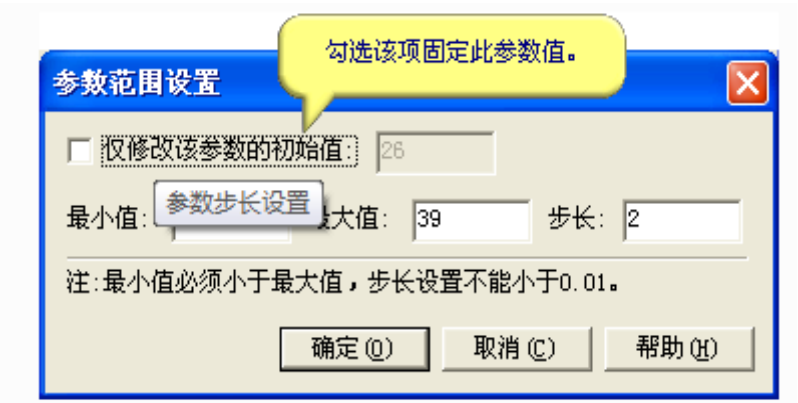 勾选该项固定此参数值。
参数范围设置
仅修改该参数的初始值: 26
参数步长设置
最小值: 大值: 39 步长: 2
注:最小值必须小于最大值，步长设置不能小于0.01。
确定(O) 取消(C) 帮助(H)